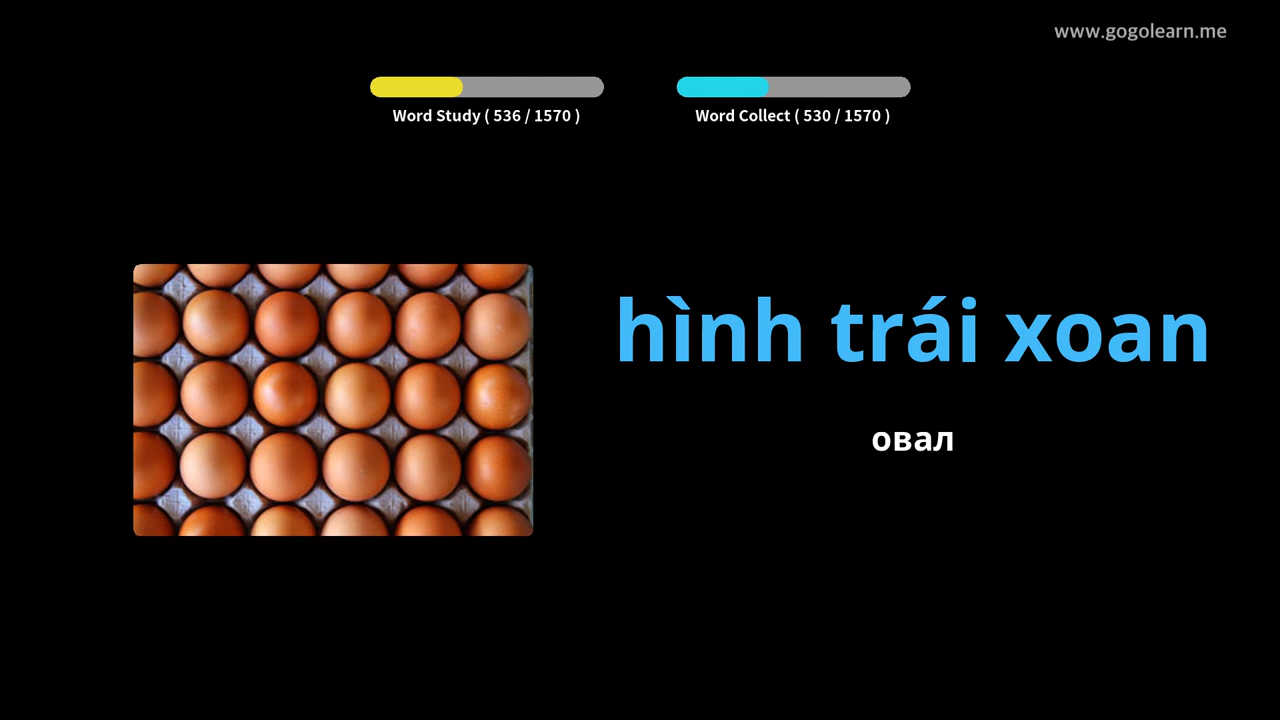 www.gogolearn.me
Word Study ( 536 / 1570 )
Word Collect ( 530 / 1570 )
hình trái xoan
овал